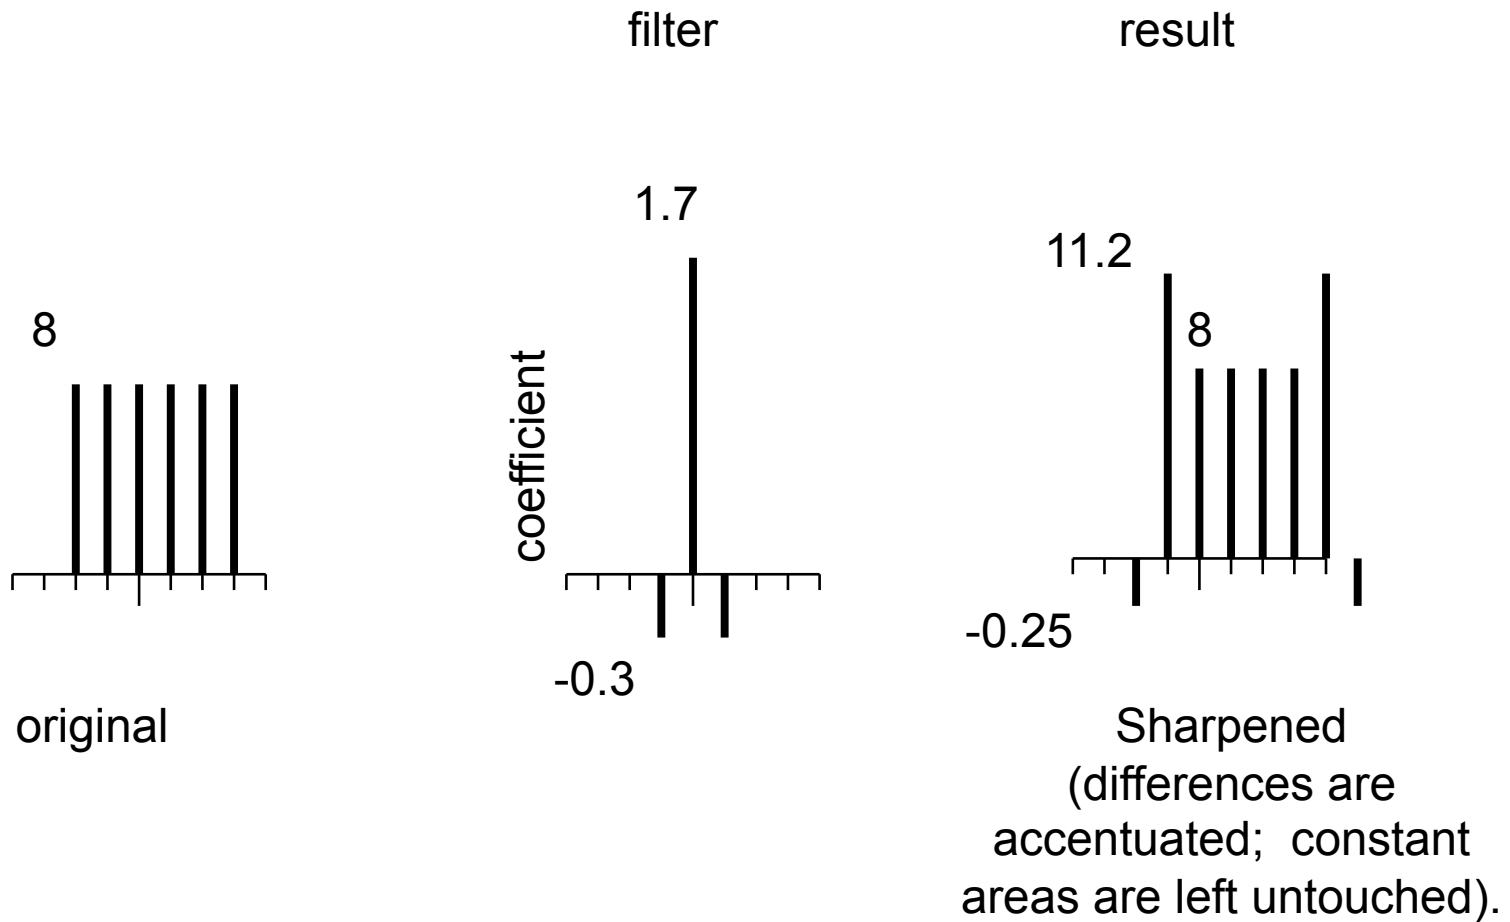 filter
result
1.7
11.2
8
8
coefficient
-0.25
-0.3
original
Sharpened
(differences are
accentuated;  constant
areas are left untouched).